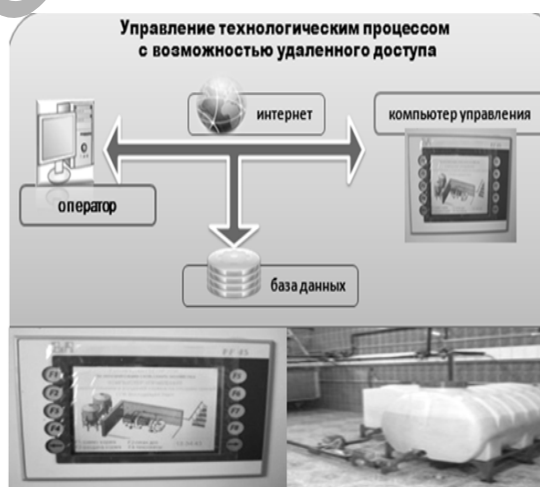 Управление технологическим процессом
с возможностью удаленного доступа
интернет
компьютер управления
оператор
база данных